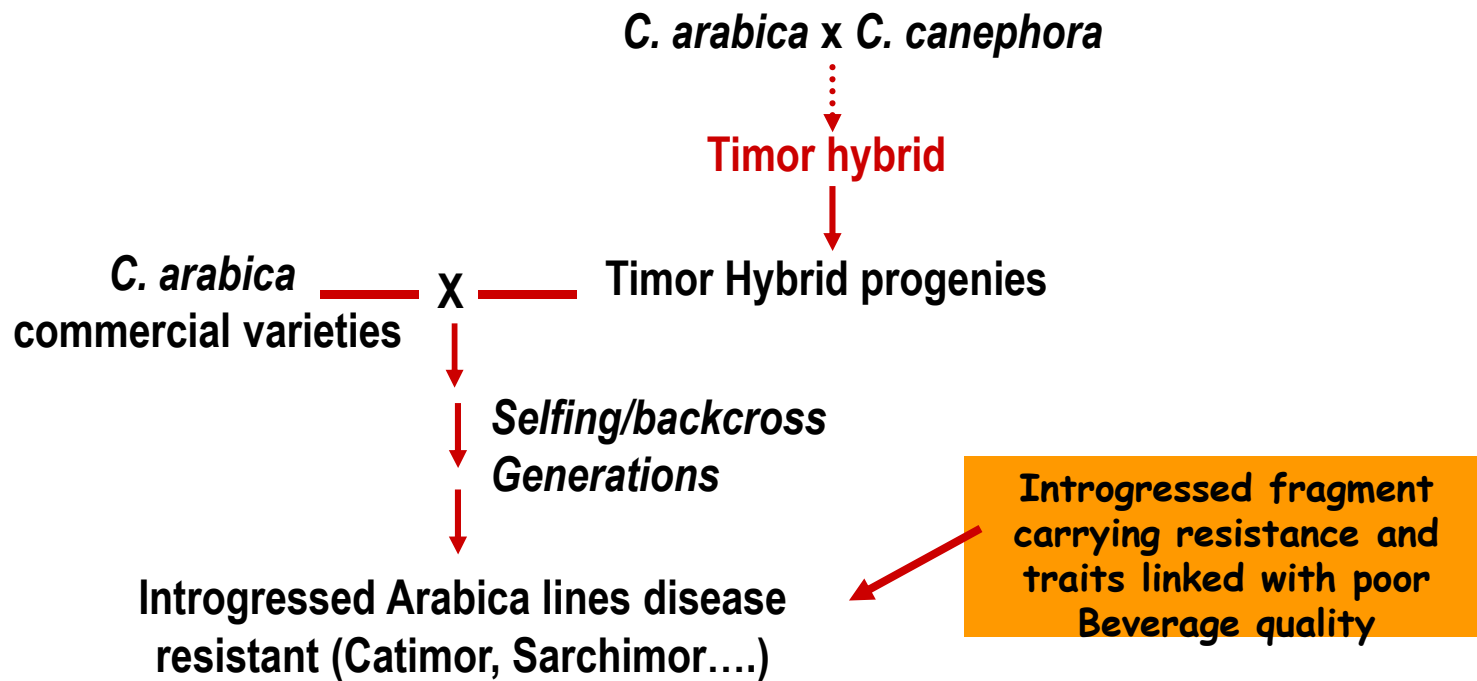 C. arabica x C. canephora
Timor hybrid
C. arabica
commercial varieties
X
Timor Hybrid progenies
Selfing/backcross
Generations
Introgressed fragment
carrying resistance and
traits linked with poor
Beverage quality
Introgressed Arabica lines disease
resistant (Catimor, Sarchimor....)